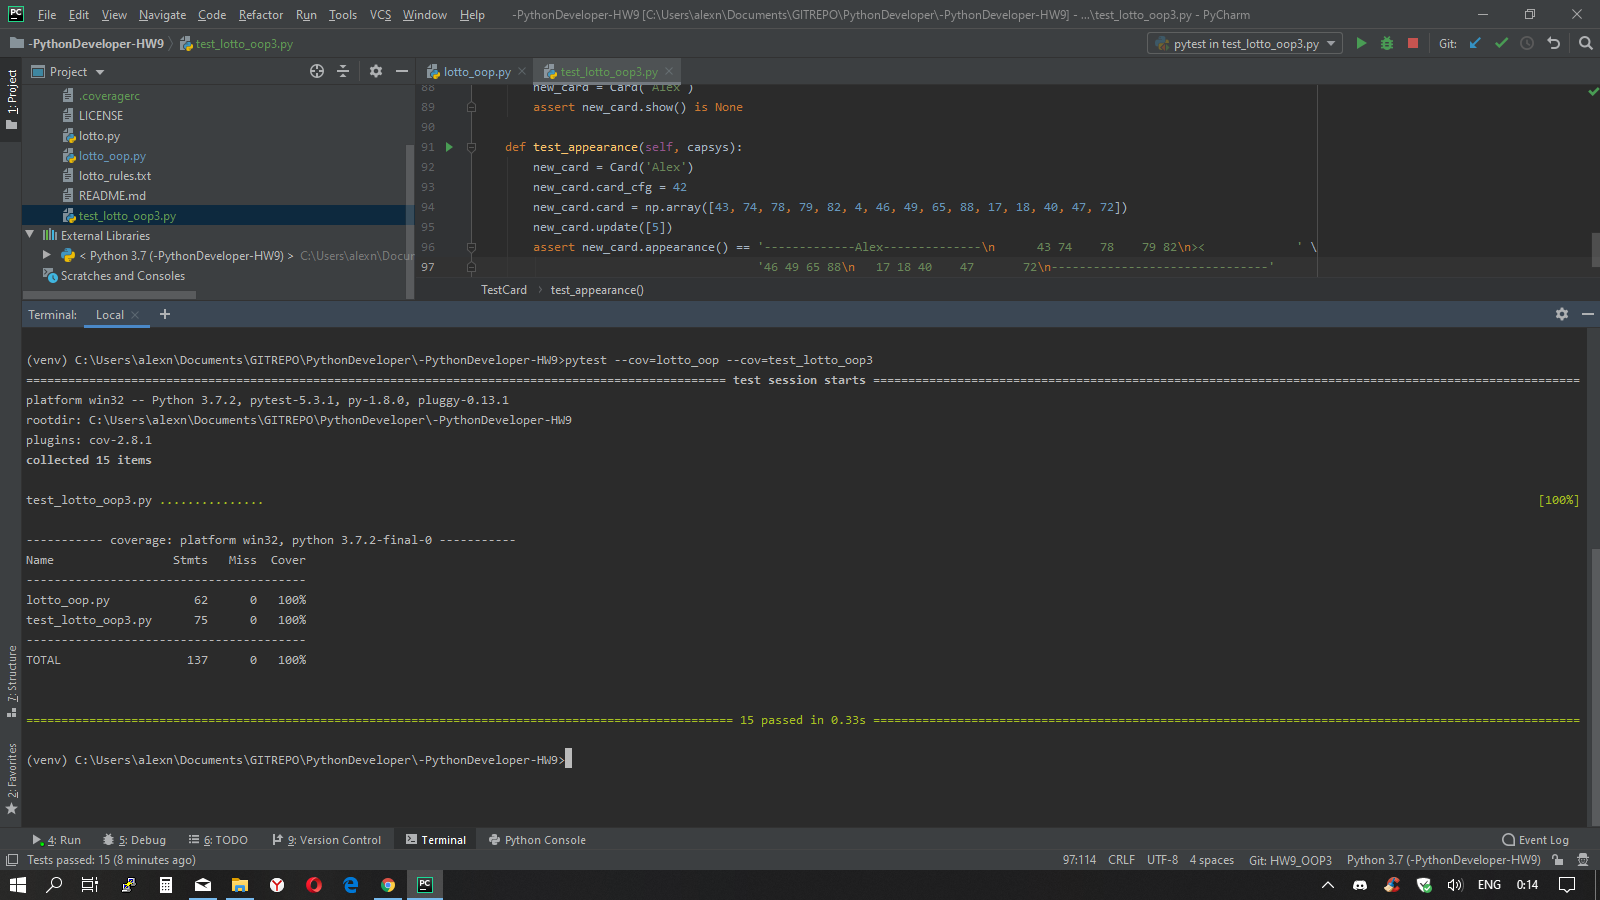 PC File Edit View Navigate Code Refactor Run Tools VCS Window Help -PythonDeveloper-HW9 [C:\Users\alexn\Documents\GITREPO\PythonDeveloper\-PythonDeveloper-HW9] - ...\test_lotto_oop3.py - PyCharm
-PythonDeveloper-HW9 test_lotto_oop3.py pytest in test_lotto_oop3.py Git:
1: Project
Project
.coveragerc
LICENSE
lotto.py
lotto_oop.py
lotto_rules.txt
README.md
test_lotto_oop3.py
External Libraries
< Python 3.7 (-PythonDeveloper-HW9) > C:\Users\alexn\Docur
Scratches and Consoles
lotto_oop.py test_lotto_oop3.py
88 new_card = Card('Alex')
89 assert new_card.show() is None
90
91 def test_appearance(self, capsys):
92 new_card = Card('Alex')
93 new_card.card_cfg = 42
94 new_card.card = np.array([43, 74, 78, 79, 82, 4, 46, 49, 65, 88, 17, 18, 40, 47, 72])
95 new_card.update([5])
96 assert new_card.appearance() == '-------------Alex--------------\n      43 74    78    79 82\n><             ' \
97 '46 49 65 88\n   17 18 40    47       72\n-------------------------------'
TestCard > test_appearance()
Terminal: Local +
(venv) C:\Users\alexn\Documents\GITREPO\PythonDeveloper\-PythonDeveloper-HW9>pytest --cov=lotto_oop --cov=test_lotto_oop3
==================================================================================================== test session starts =====================================================================================================
platform win32 -- Python 3.7.2, pytest-5.3.1, py-1.8.0, pluggy-0.13.1
rootdir: C:\Users\alexn\Documents\GITREPO\PythonDeveloper\-PythonDeveloper-HW9
plugins: cov-2.8.1
collected 15 items
test_lotto_oop3.py ............... [100%]
----------- coverage: platform win32, python 3.7.2-final-0 -----------
Name                 Stmts   Miss  Cover
----------------------------------------
lotto_oop.py            62      0   100%
test_lotto_oop3.py      75      0   100%
----------------------------------------
TOTAL                  137      0   100%
===================================================================================================== 15 passed in 0.33s =====================================================================================================
(venv) C:\Users\alexn\Documents\GITREPO\PythonDeveloper\-PythonDeveloper-HW9>
7: Structure
2: Favorites
4: Run 5: Debug 6: TODO 9: Version Control Terminal Python Console Event Log
Tests passed: 15 (8 minutes ago) 97:114 CRLF UTF-8 4 spaces Git: HW9_OOP3 Python 3.7 (-PythonDeveloper-HW9)
PC ENG 0:14